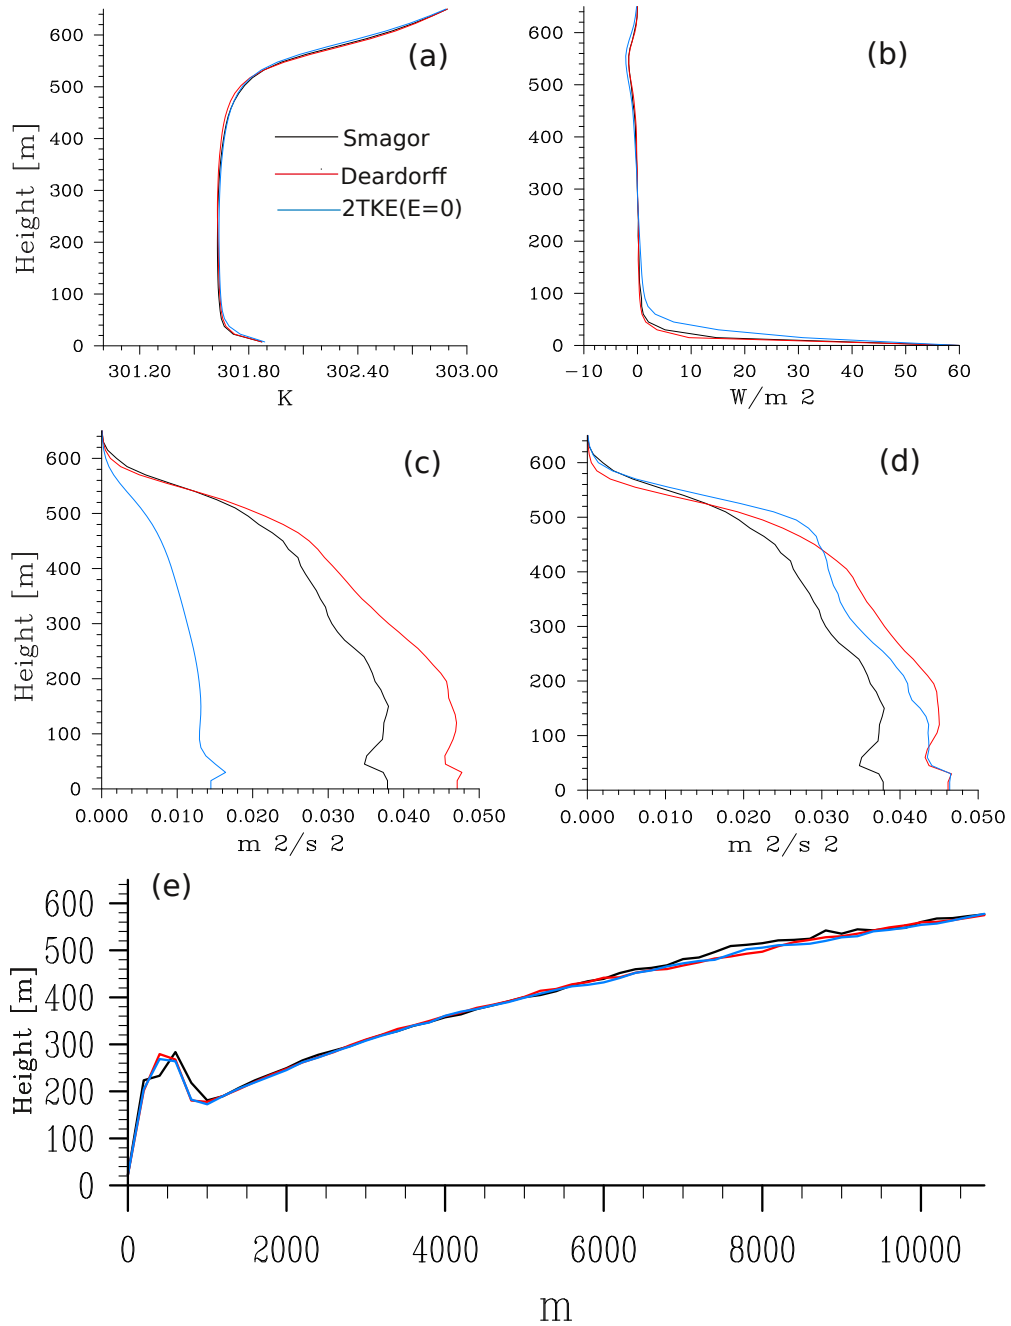 (a)
600
500
400
300
200
100
0
Height [m]
Smagor
Deardorff
2TKE(E=0)
301.20 301.80 302.40 303.00
K
(b)
600
500
400
300
200
100
0
−10 0 10 20 30 40 50 60
W/m 2
(c)
600
500
400
300
200
100
0
Height [m]
0.000 0.010 0.020 0.030 0.040 0.050
m 2/s 2
(d)
600
500
400
300
200
100
0
0.000 0.010 0.020 0.030 0.040 0.050
m 2/s 2
(e)
600
500
400
300
200
100
0
Height [m]
0 2000 4000 6000 8000 10000
m